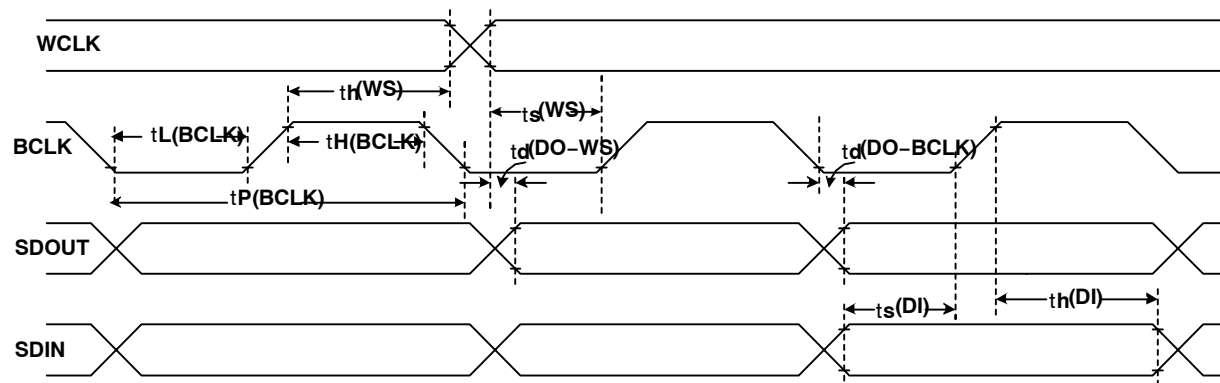 WCLK
th(WS)
ts(WS)
BCLK
tL(BCLK)
tH(BCLK)
td(DO−WS)
td(DO−BCLK)
tP(BCLK)
SDOUT
ts(DI)
th(DI)
SDIN